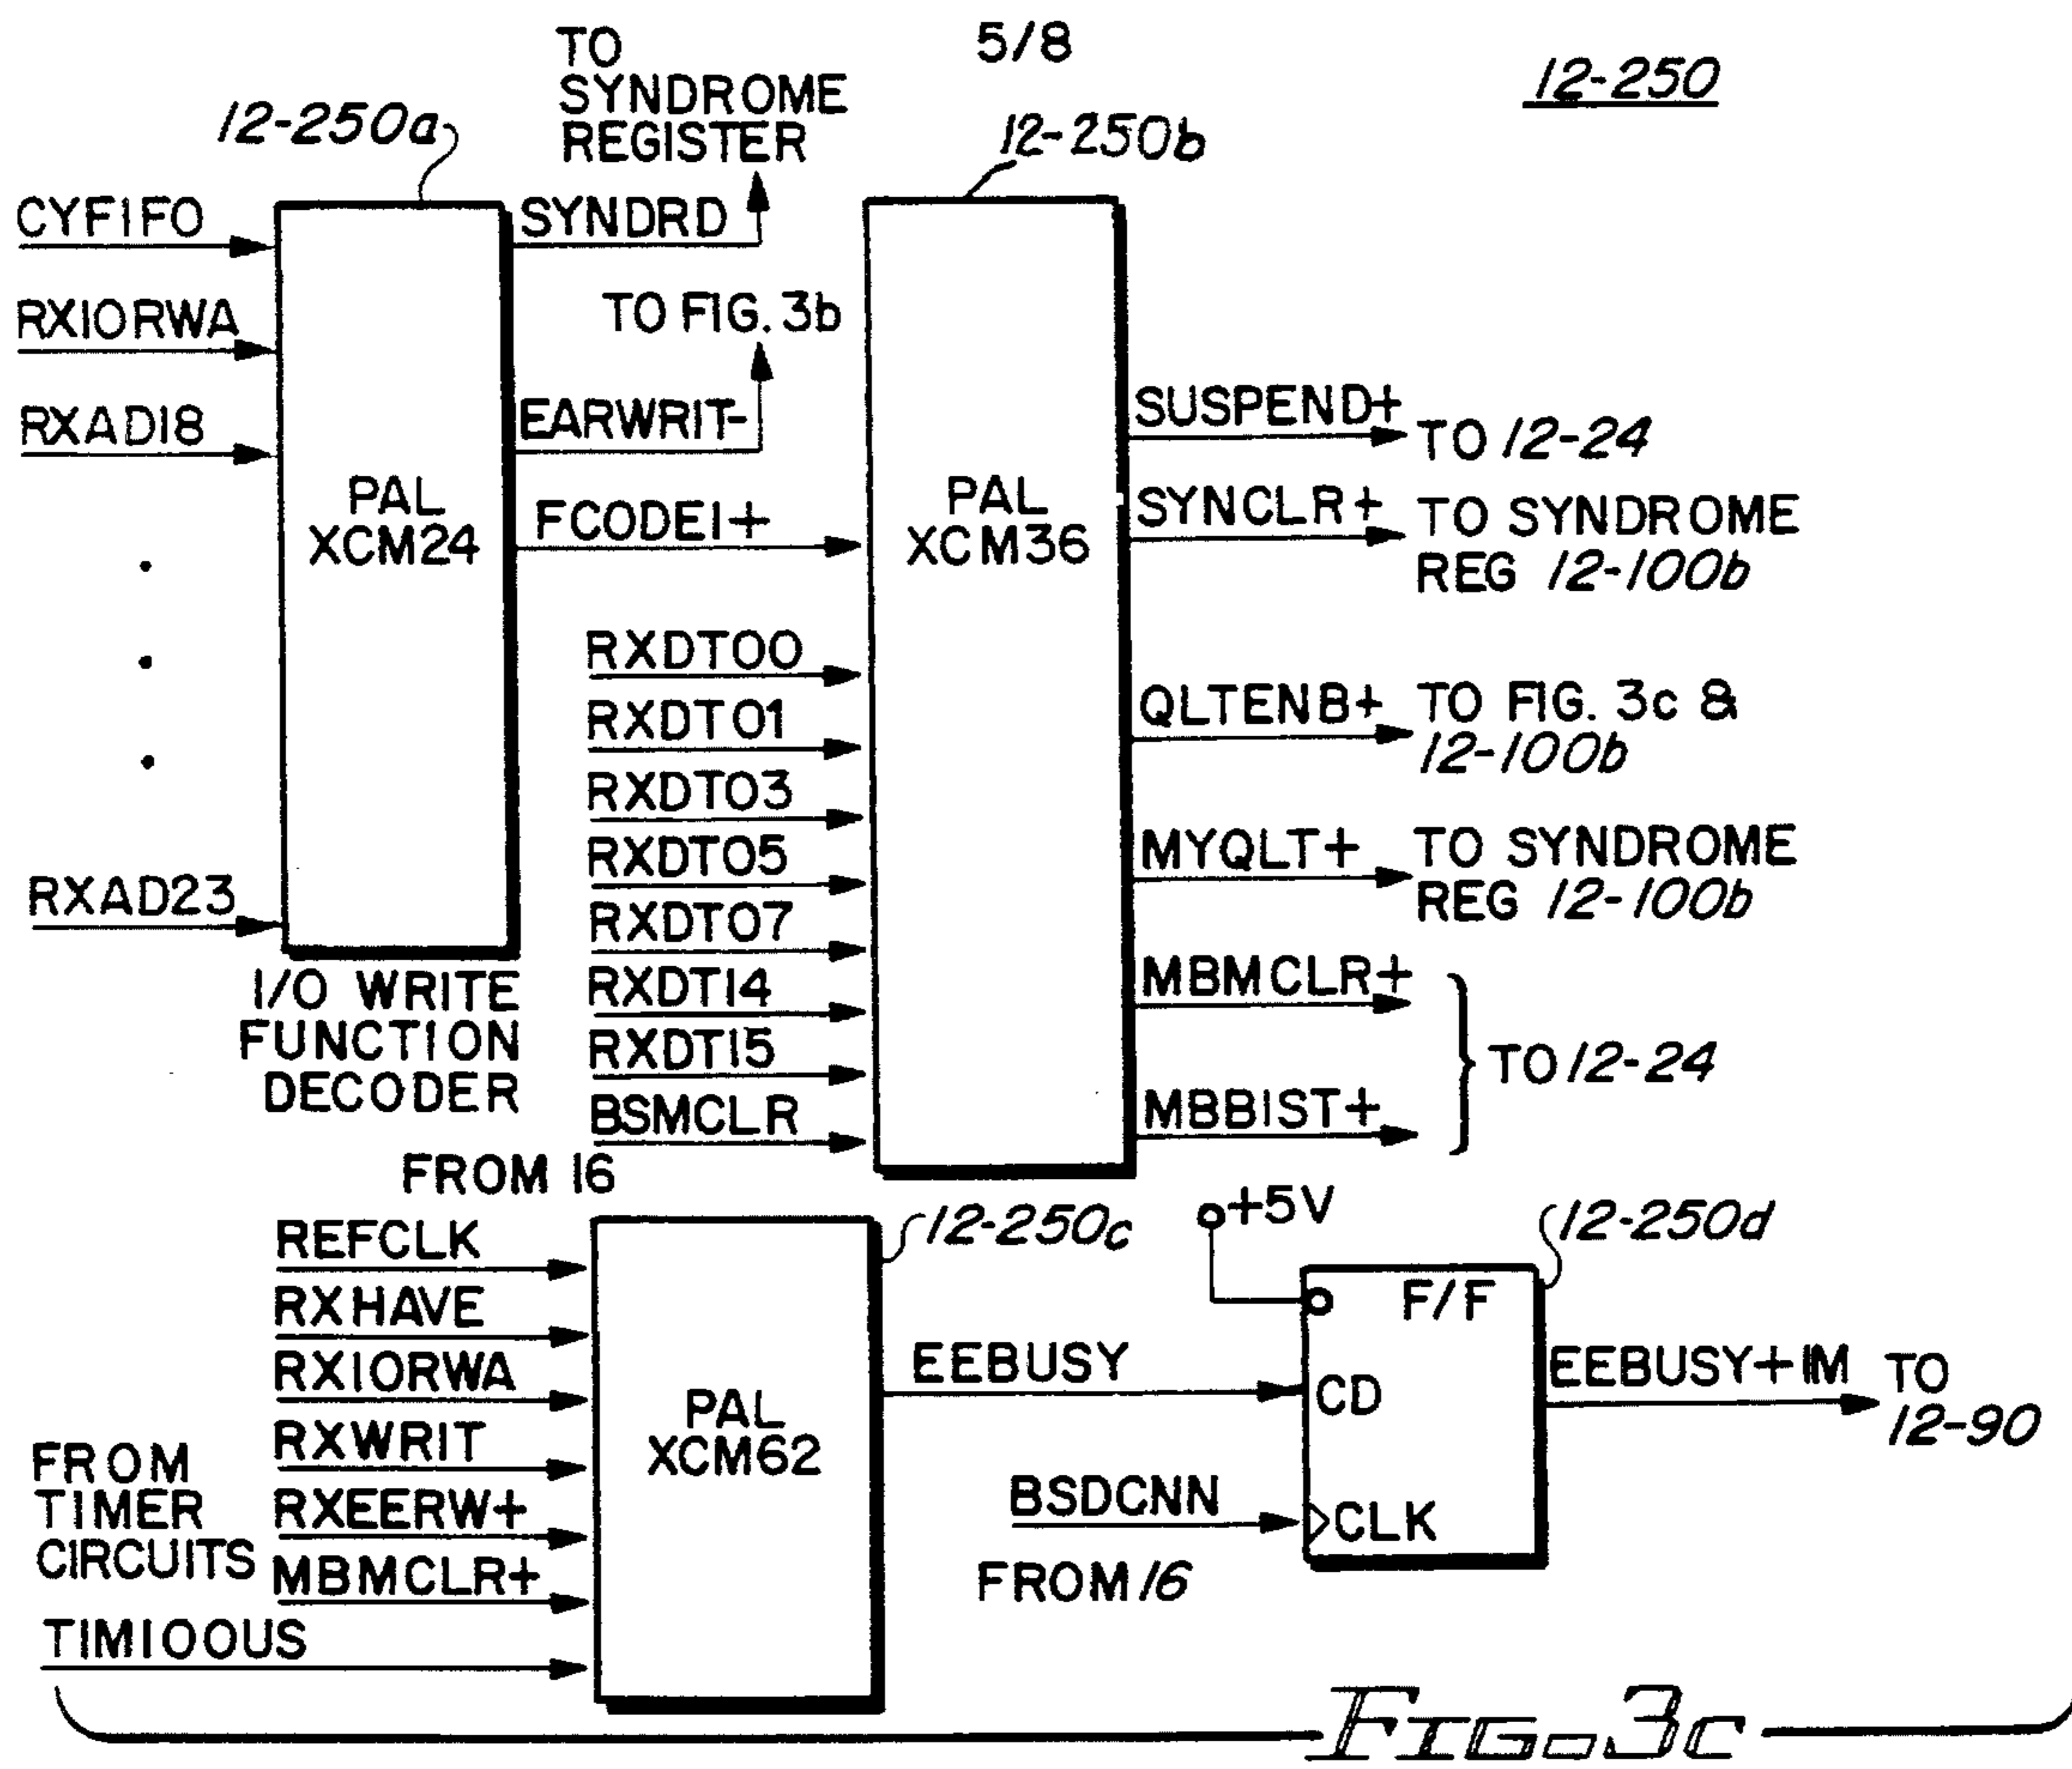 5/8
12-250
TO
SYNDROME
REGISTER
12-250a
12-250b
CYFIFO
SYNDRD
RXIORWA
TO FIG. 3b
RXAD18
EARWRIT-
PAL
XCM24
FCODE1+
PAL
XCM36
SUSPEND+
TO 12-24
SYNCLR+
TO SYNDROME
REG 12-100b
RXDT00
RXDT01
RXDT03
RXDT05
RXDT07
RXDT14
RXDT15
BSMCLR
FROM 16
QLTENB+
TO FIG. 3c &
12-100b
MYQLT+
TO SYNDROME
REG 12-100b
MBMCLR+
MBBIST+
TO 12-24
RXAD23
I/O WRITE
FUNCTION
DECODER
REFCLK
RXHAVE
RXIORWA
RXWRIT
RXEERW+
MBMCLR+
TIM100US
FROM
TIMER
CIRCUITS
12-250c
PAL
XCM62
EEBUSY
+5V
12-250d
F/F
CD
CLK
BSDCNN
FROM 16
EEBUSY+1M
TO
12-90
FIG. 3c